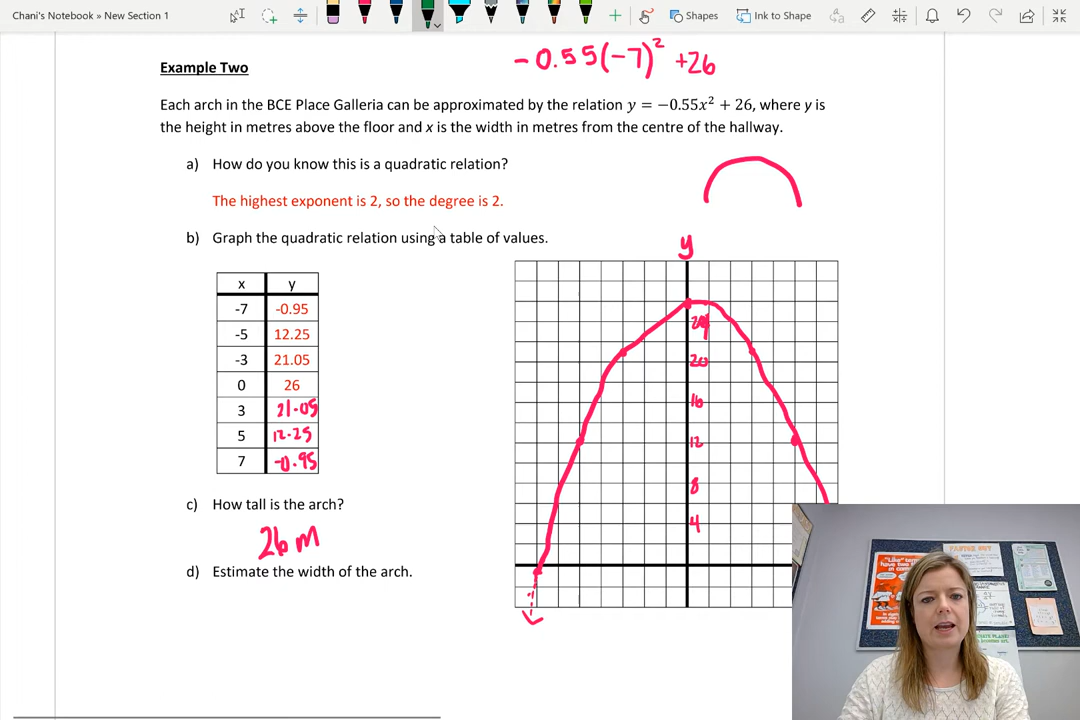 Chani's Notebook » New Section 1
Shapes
Ink to Shape
Example Two
-0.55(-7)² +26
Each arch in the BCE Place Galleria can be approximated by the relation y = −0.55x² + 26, where y is
the height in metres above the floor and x is the width in metres from the centre of the hallway.
a) How do you know this is a quadratic relation?
The highest exponent is 2, so the degree is 2.
b) Graph the quadratic relation using a table of values.
x y
-7 -0.95
-5 12.25
-3 21.05
0 26
3 21.05
5 12.25
7 -0.95
y
24
20
16
12
8
4
c) How tall is the arch?
26 m
d) Estimate the width of the arch.